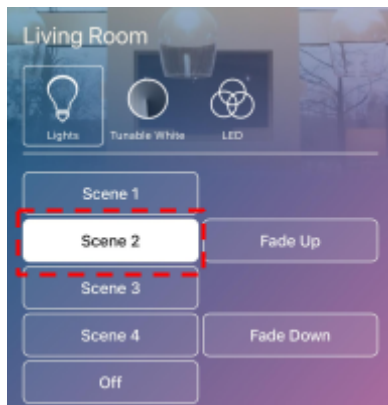 Living Room
Lights Tunable White LED
Scene 1
Scene 2 Fade Up
Scene 3
Scene 4 Fade Down
Off